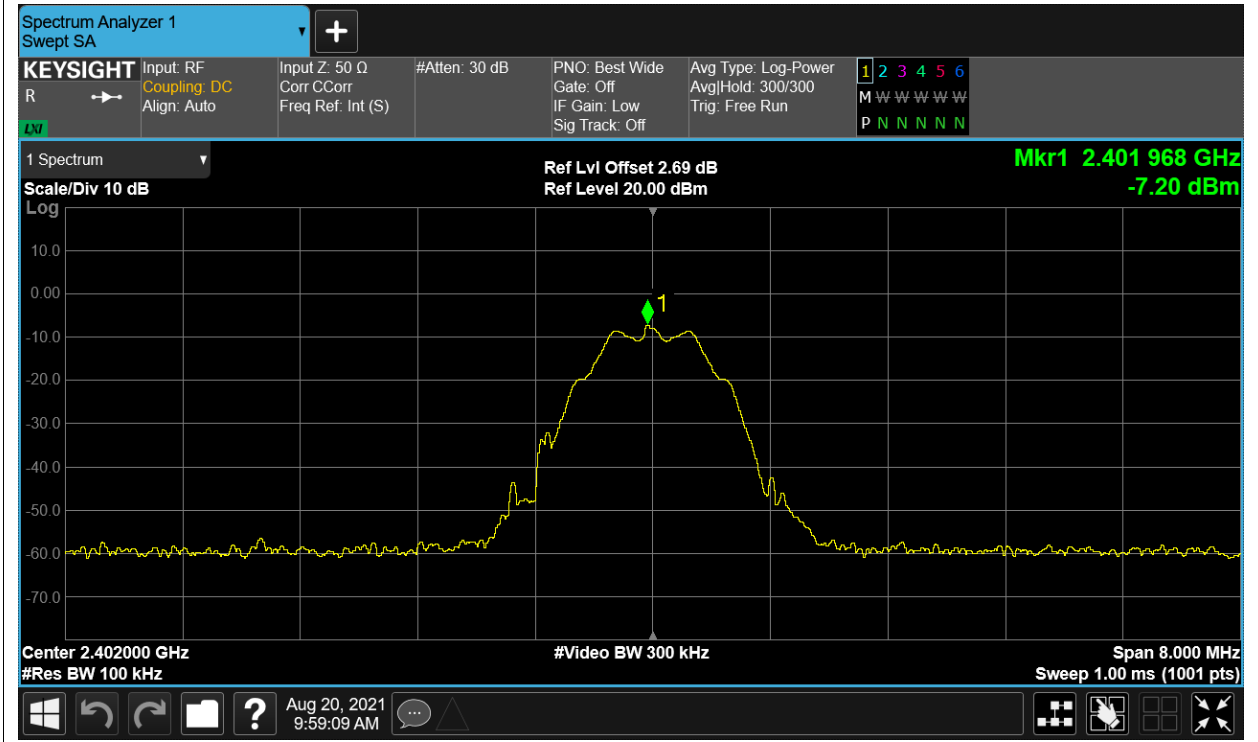 Spectrum Analyzer 1
Swept SA
KEYSIGHT
R
LXI
Input: RF
Coupling: DC
Align: Auto
Input Z: 50 Ω
Corr CCorr
Freq Ref: Int (S)
#Atten: 30 dB
PNO: Best Wide
Gate: Off
IF Gain: Low
Sig Track: Off
Avg Type: Log-Power
Avg|Hold: 300/300
Trig: Free Run
1 2 3 4 5 6
M W W W W W
P N N N N N
1 Spectrum
Scale/Div 10 dB
Log
Ref Lvl Offset 2.69 dB
Ref Level 20.00 dBm
Mkr1 2.401 968 GHz
-7.20 dBm
10.0
0.00
1
-10.0
-20.0
-30.0
-40.0
-50.0
-60.0
-70.0
Center 2.402000 GHz
#Video BW 300 kHz
Span 8.000 MHz
#Res BW 100 kHz
Sweep 1.00 ms (1001 pts)
?
Aug 20, 2021
9:59:09 AM